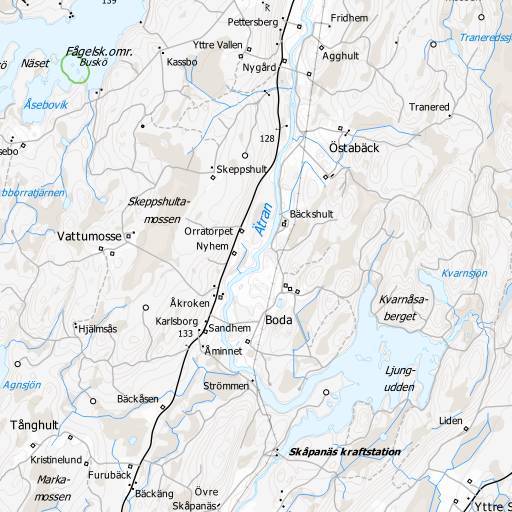 139
Pettersberg
R
Fridhem
Yttre Vallen
Agghult
Fågelsk.omr.
Näset
Buskö
Kassbo
Nygård
Åsebovik
Tranered
128
Östabäck
Skeppshult
Skeppshulta-
mossen
Ätran
Bäckshult
Orratorpet
Vattumosse
Nyhem
Kvarnsjön
Åkroken
Kvarnåsa-
berget
Hjälmsås
Karlsborg
133
Sandhem
Boda
Åminnet
Ljung-
udden
Agnsjön
Strömmen
Bäckåsen
Tånghult
Liden
Skåpanäs kraftstation
Kristinelund
Furubäck
Marka-
mossen
Bäckäng
Övre
Skåpanäs
Yttre S